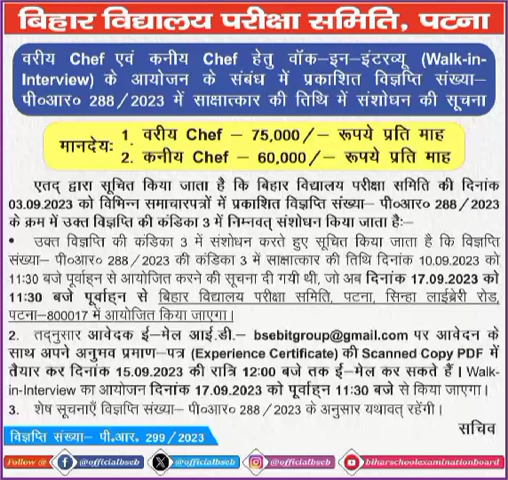 बिहार विद्यालय परीक्षा समिति, पटना
वरीय Chef एवं कनीय Chef हेतु वॉक-इन-इंटरव्यू (Walk-in-
Interview) के आयोजन के संबंध में प्रकाशित विज्ञप्ति संख्या–
पी०आर० 288/2023 में साक्षात्कार की तिथि में संशोधन की सूचना
मानदेयः 1. वरीय Chef – 75,000/– रूपये प्रति माह
2. कनीय Chef – 60,000/– रूपये प्रति माह
एतद् द्वारा सूचित किया जाता है कि बिहार विद्यालय परीक्षा समिति की दिनांक
03.09.2023 को विभिन्न समाचारपत्रों में प्रकाशित विज्ञप्ति संख्या– पी०आर० 288/2023
के क्रम में उक्त विज्ञप्ति की कंडिका 3 में निम्नवत् संशोधन किया जाता हैः–
• उक्त विज्ञप्ति की कंडिका 3 में संशोधन करते हुए सूचित किया जाता है कि विज्ञप्ति
संख्या– पी०आर० 288/2023 की कंडिका 3 में साक्षात्कार की तिथि दिनांक 10.09.2023 को
11:30 बजे पूर्वाहन से आयोजित करने की सूचना दी गयी थी, जो अब दिनांक 17.09.2023 को
11:30 बजे पूर्वाहन से बिहार विद्यालय परीक्षा समिति, पटना, सिन्हा लाईब्रेरी रोड,
पटना–800017 में आयोजित किया जाएगा।
2. तद्नुसार आवेदक ई–मेल आई.डी.– bsebitgroup@gmail.com पर आवेदन के
साथ अपने अनुभव प्रमाण–पत्र (Experience Certificate) की Scanned Copy PDF में
तैयार कर दिनांक 15.09.2023 की रात्रि 12:00 बजे तक ई–मेल कर सकते हैं। Walk-
in-Interview का आयोजन दिनांक 17.09.2023 को पूर्वाहन 11:30 बजे से किया जाएगा।
3. शेष सूचनाएँ विज्ञप्ति संख्या– पी०आर० 288/2023 के अनुसार यथावत् रहेंगी।
सचिव
विज्ञप्ति संख्या– पी.आर. 299/2023
Follow @ @officialbseb @officialbseb @officialbseb biharschoolexaminationboard